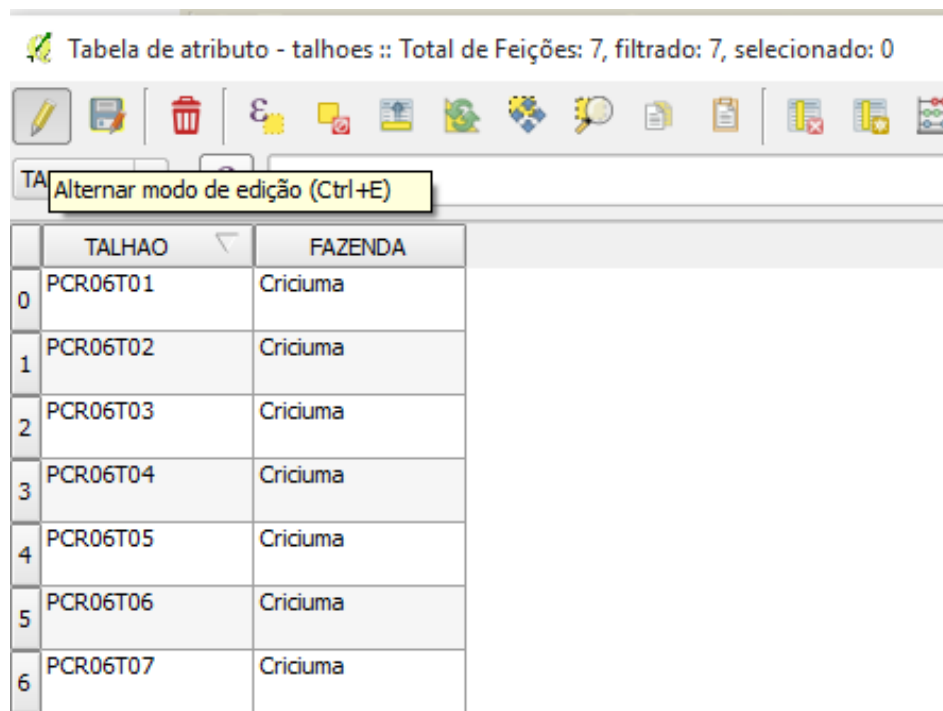 Tabela de atributo - talhoes :: Total de Feições: 7, filtrado: 7, selecionado: 0
TA
Alternar modo de edição (Ctrl+E)
TALHAO FAZENDA
0 PCR06T01 Criciuma
1 PCR06T02 Criciuma
2 PCR06T03 Criciuma
3 PCR06T04 Criciuma
4 PCR06T05 Criciuma
5 PCR06T06 Criciuma
6 PCR06T07 Criciuma